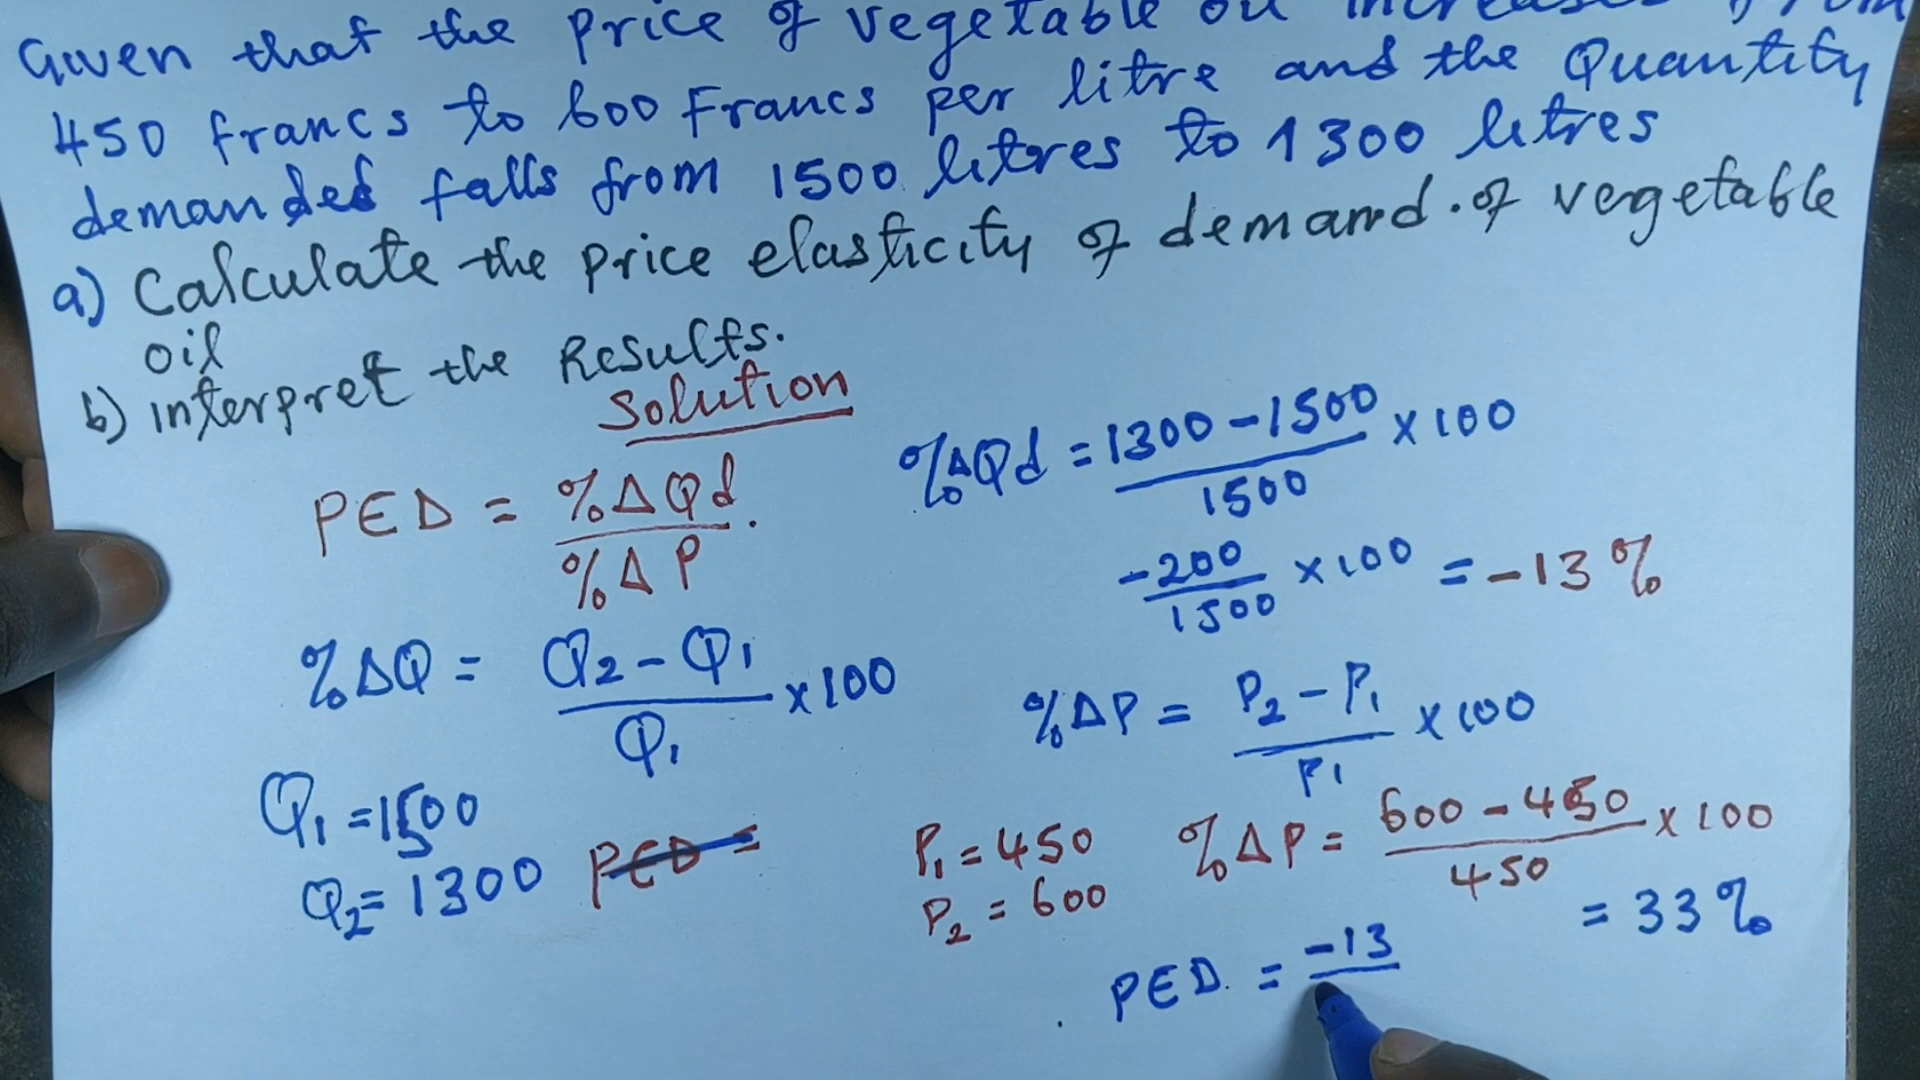 Given that the price of vegetable oil increases from
450 francs to 600 Francs per litre and the Quantity
demanded falls from 1500 litres to 1300 litres
a) Calculate the price elasticity of demand of vegetable
oil
b) interpret the Results.
Solution
PED = %ΔQd / %ΔP
%ΔQd = 1300 - 1500 / 1500 × 100
-200 / 1500 × 100 = -13%
%ΔQ = Q2 - Q1 / Q1 × 100
%ΔP = P2 - P1 / P1 × 100
Q1 = 1500
Q2 = 1300
PED =
P1 = 450
P2 = 600
%ΔP = 600 - 450 / 450 × 100
= 33%
PED = -13